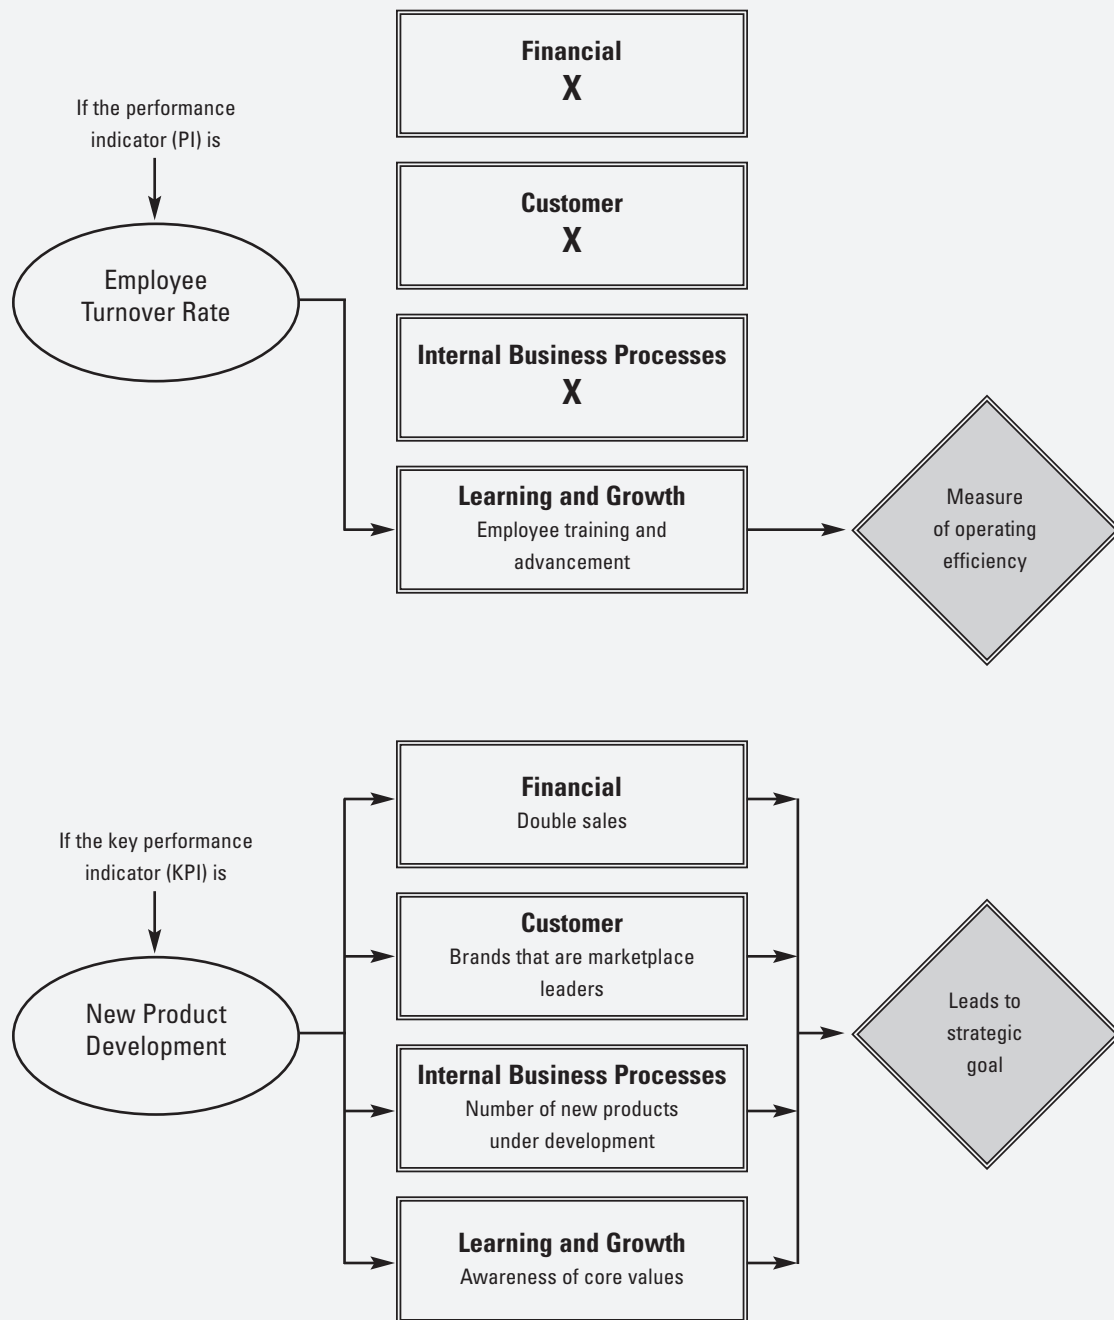 If the performance
indicator (PI) is
Employee
Turnover Rate
Financial
X
Customer
X
Internal Business Processes
X
Learning and Growth
Employee training and
advancement
Measure
of operating
efficiency
If the key performance
indicator (KPI) is
New Product
Development
Financial
Double sales
Customer
Brands that are marketplace
leaders
Internal Business Processes
Number of new products
under development
Learning and Growth
Awareness of core values
Leads to
strategic
goal